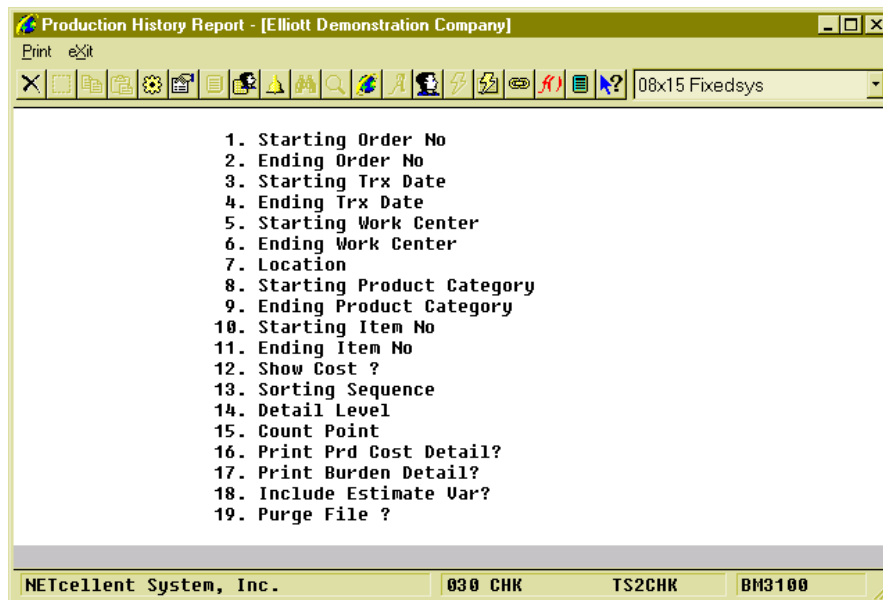 Production History Report - [Elliott Demonstration Company]
Print eXit
08x15 Fixedsys
1. Starting Order No
2. Ending Order No
3. Starting Trx Date
4. Ending Trx Date
5. Starting Work Center
6. Ending Work Center
7. Location
8. Starting Product Category
9. Ending Product Category
10. Starting Item No
11. Ending Item No
12. Show Cost ?
13. Sorting Sequence
14. Detail Level
15. Count Point
16. Print Prd Cost Detail?
17. Print Burden Detail?
18. Include Estimate Var?
19. Purge File ?
NETcellent System, Inc. 030 CHK TS2CHK BM3100